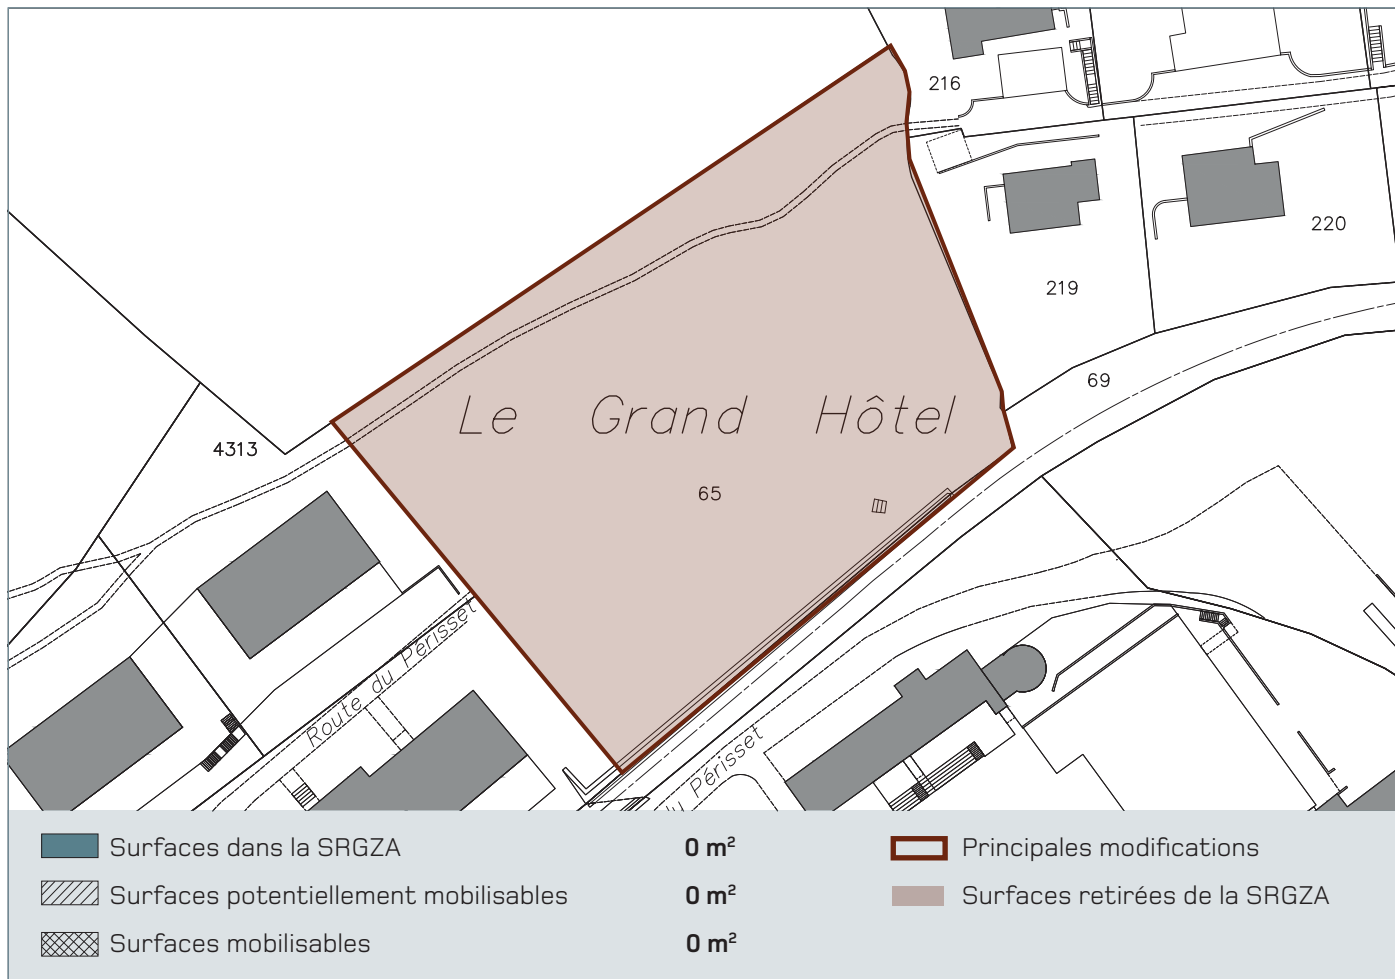 216
220
219
69
Le Grand Hôtel
4313
65
Route du Périsset
du Périsset
Surfaces dans la SRGZA 0 m²
Surfaces potentiellement mobilisables 0 m²
Surfaces mobilisables 0 m²
Principales modifications
Surfaces retirées de la SRGZA